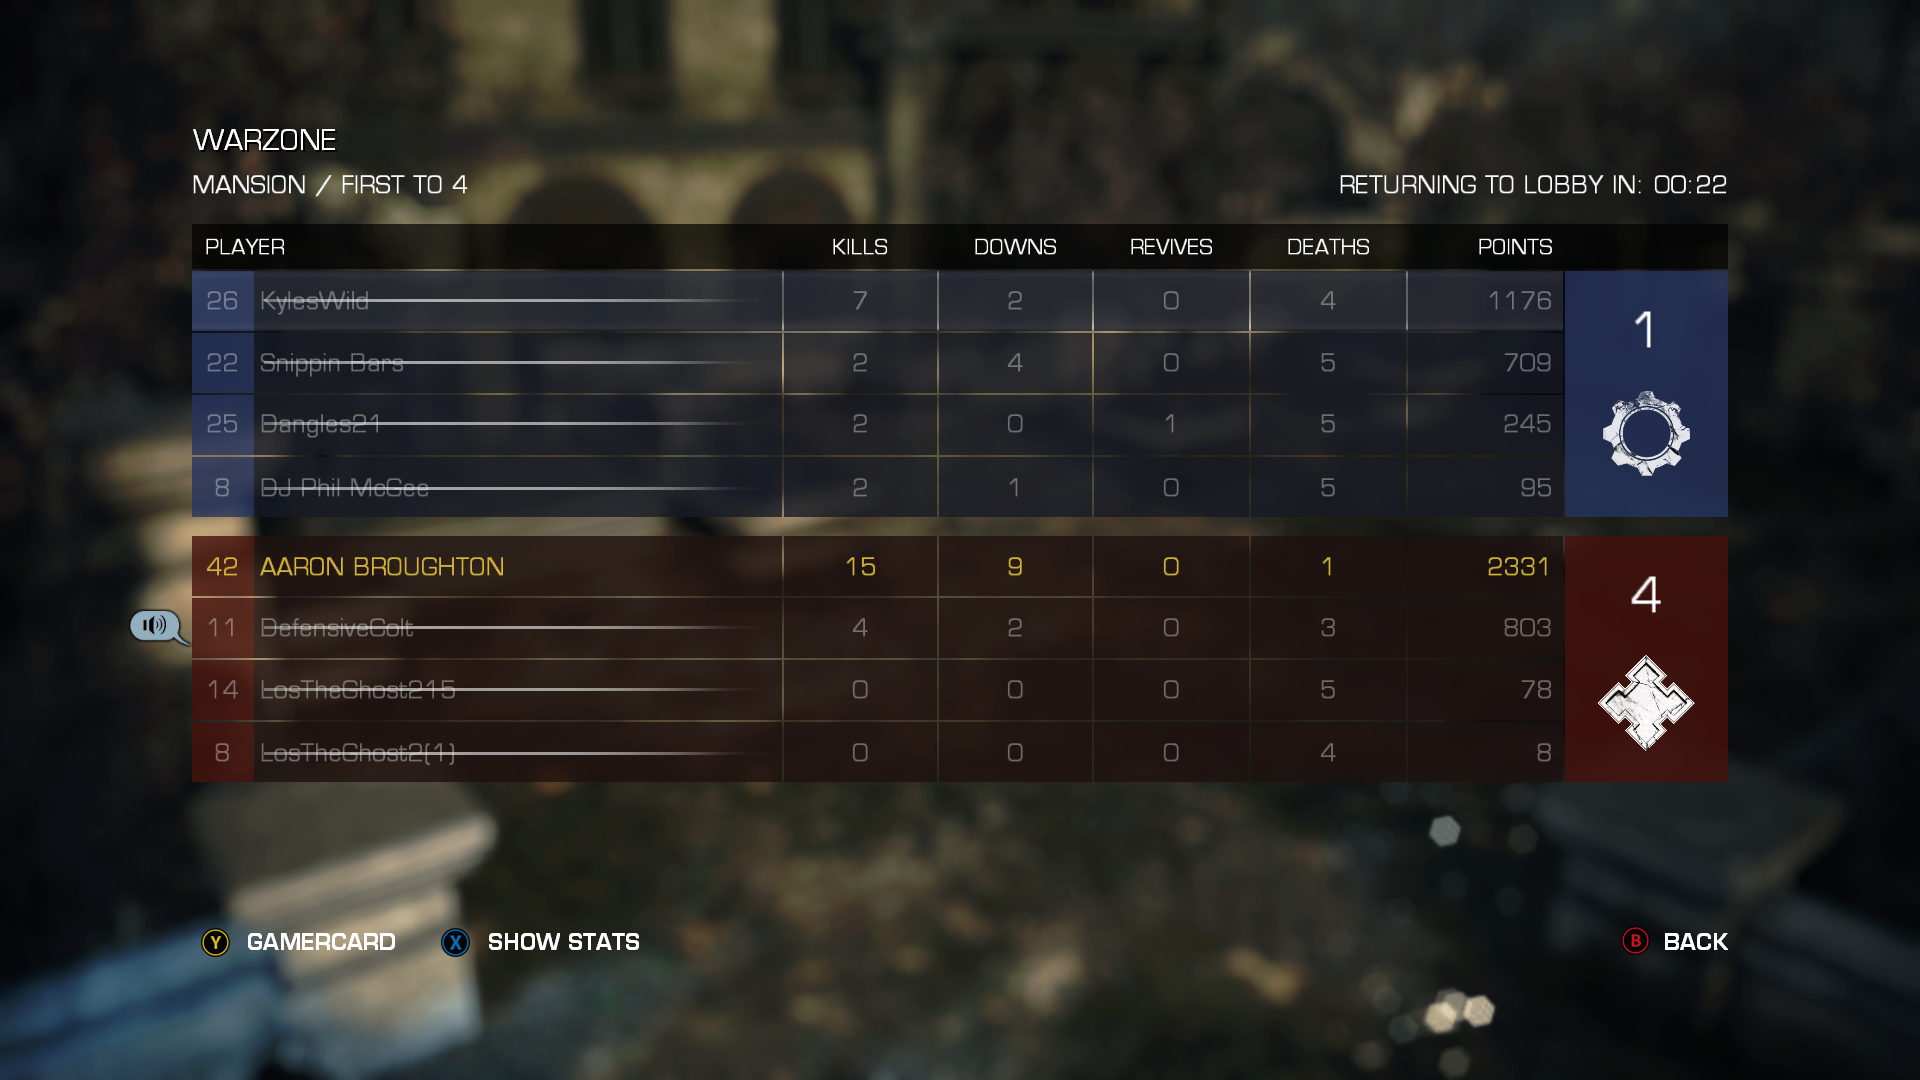 WARZONE
MANSION / FIRST TO 4
RETURNING TO LOBBY IN: 00:22
PLAYER KILLS DOWNS REVIVES DEATHS POINTS
26 KylesWild 7 2 0 4 1176
1
22 Snippin Bars 2 4 0 5 709
25 Dangles21 2 0 1 5 245
8 DJ Phil McGee 2 1 0 5 95
42 AARON BROUGHTON 15 9 0 1 2331
4
11 DefensiveColt 4 2 0 3 803
14 LosTheGhost215 0 0 0 5 78
8 LosTheGhost2(1) 0 0 0 4 8
Y GAMERCARD X SHOW STATS B BACK